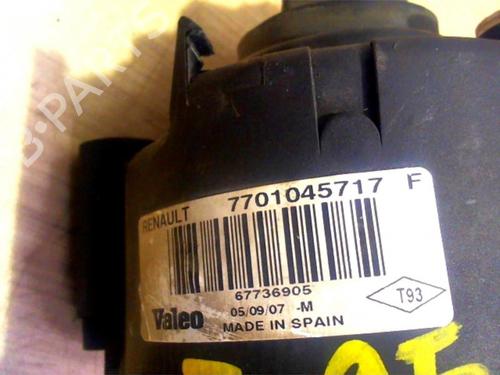 B-PARTS
RENAULT 7701045717 F
67736905
05/09/07 -M
Valeo
MADE IN SPAIN
T93